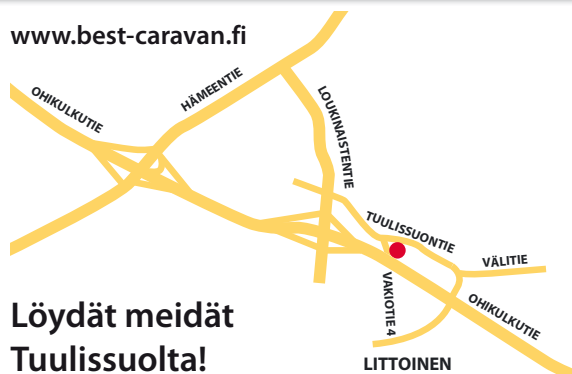 www.best-caravan.fi
OHIKULKUTIE
HÄMEENTIE
LOUKINAISTENTIE
TUULISSUONTIE
VÄLITIE
VAKIOTIE 4
OHIKULKUTIE
Löydät meidät
Tuulissuolta!
LITTOINEN